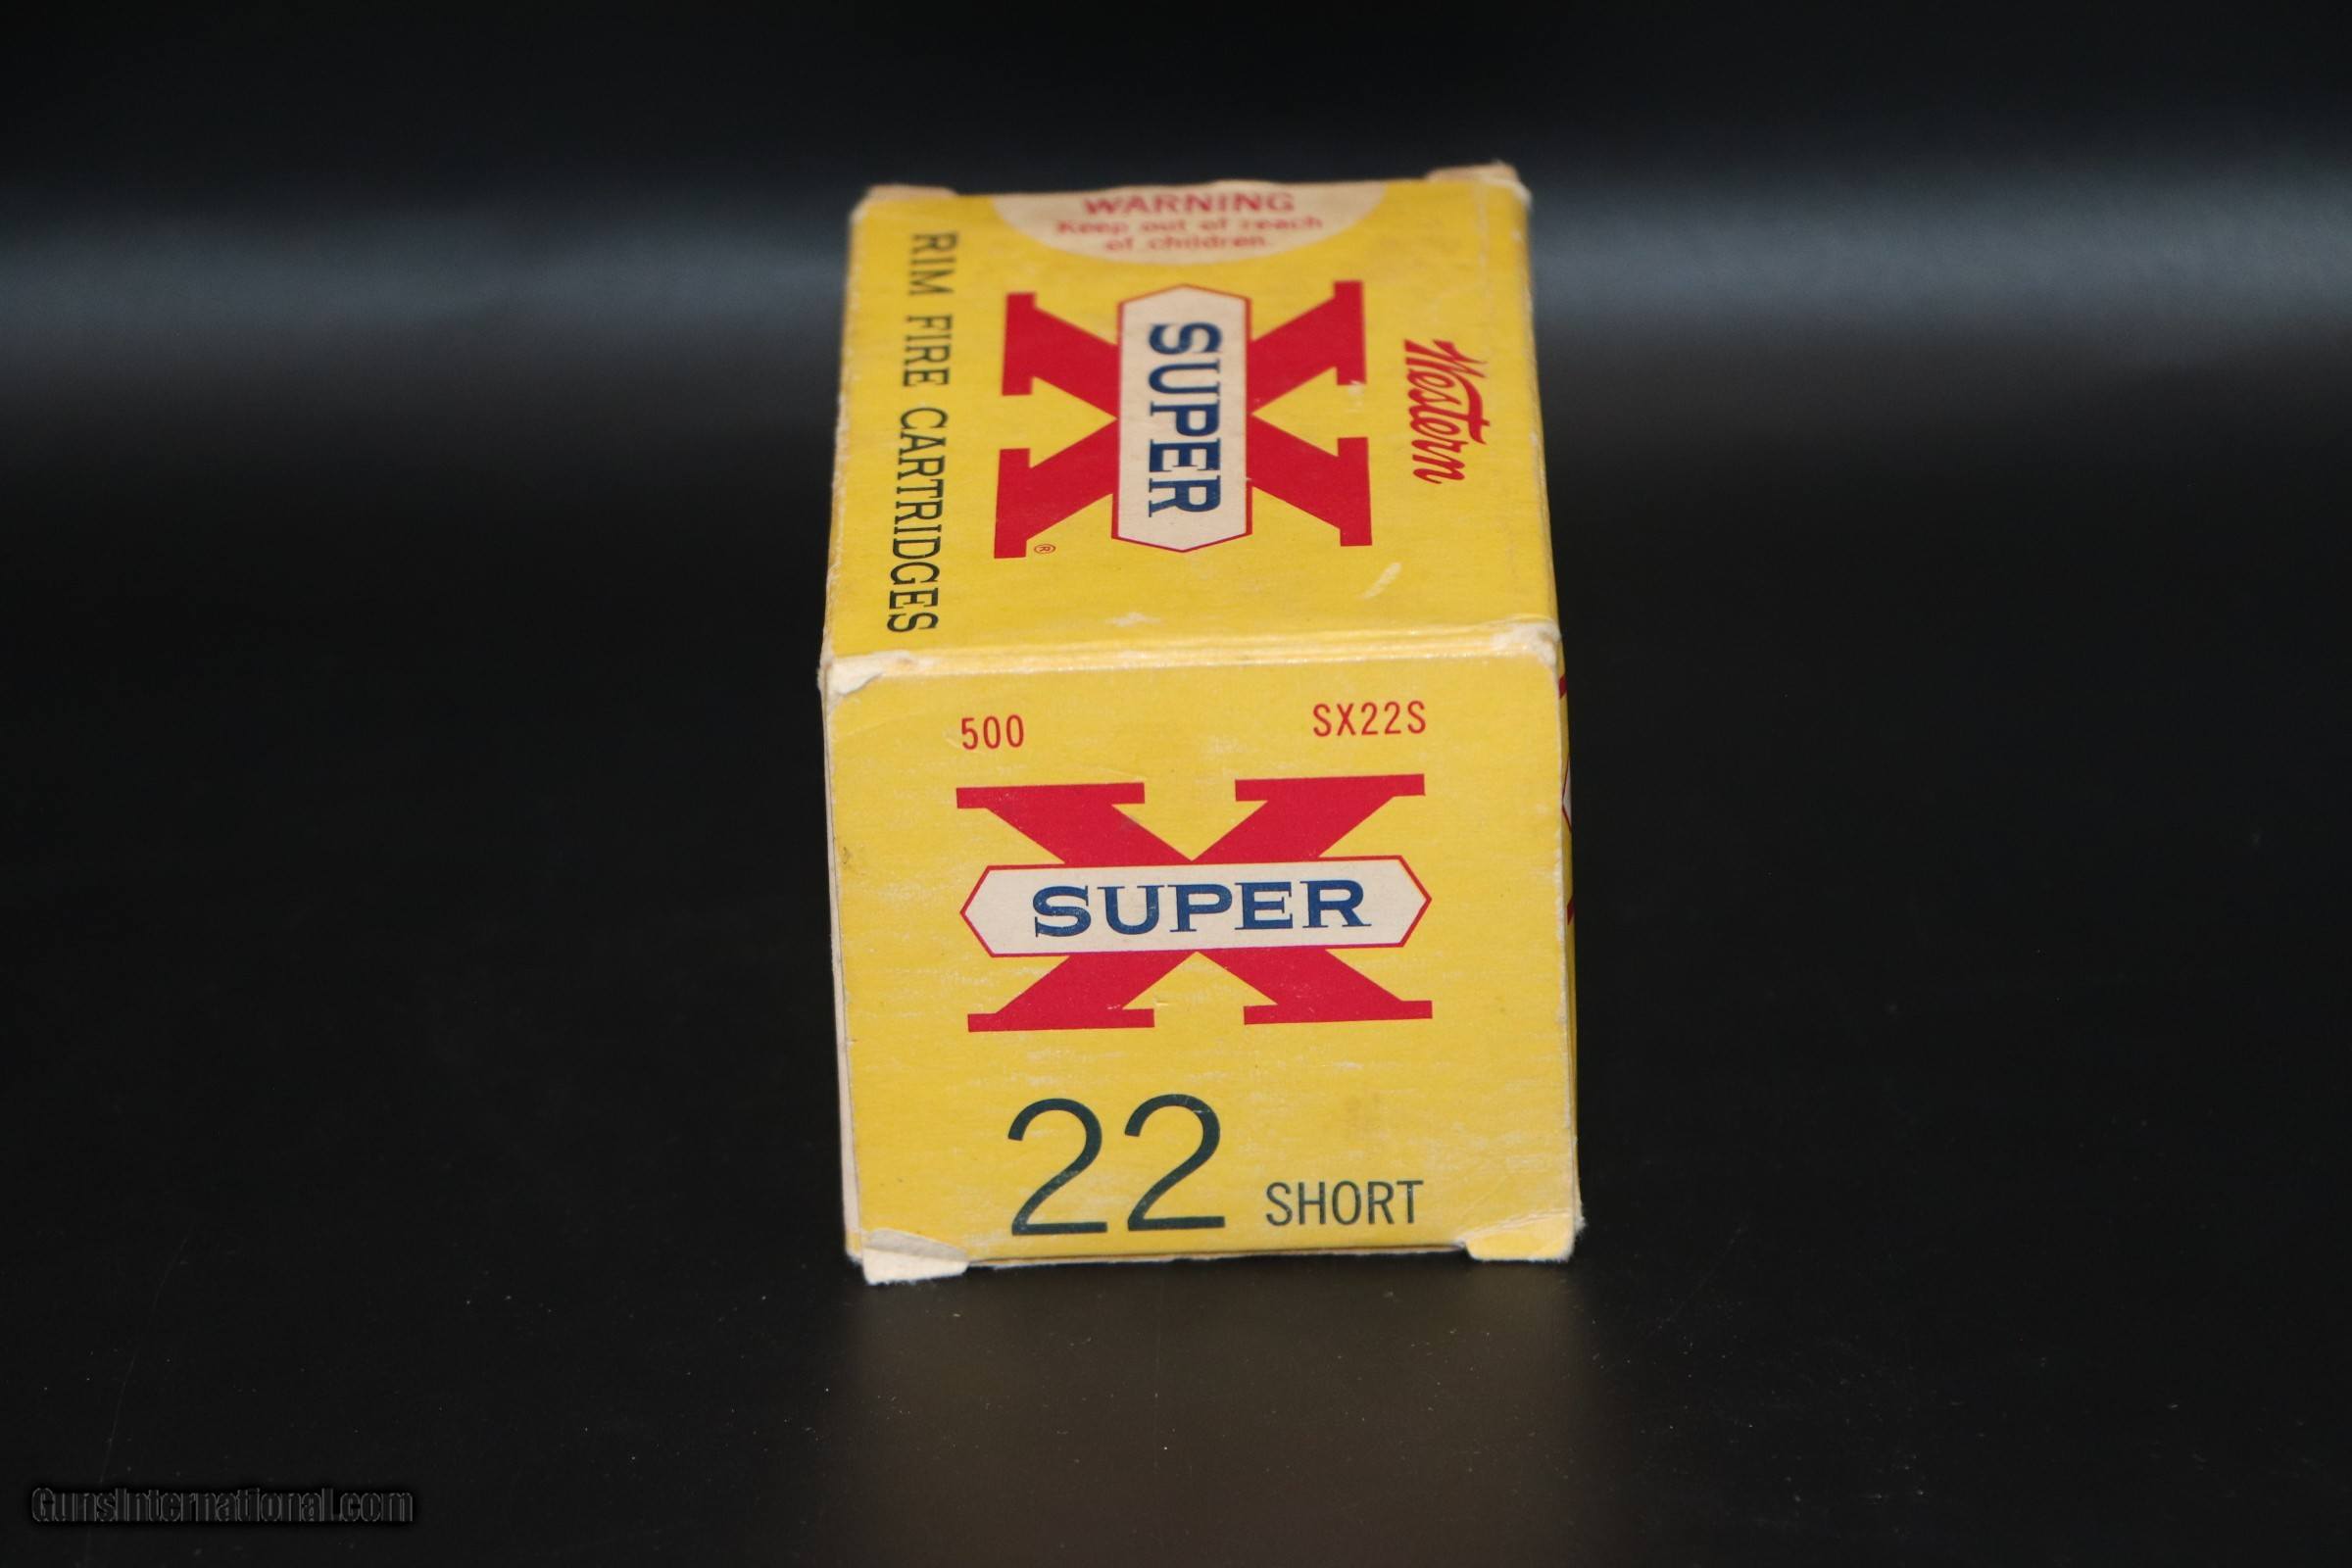 WARNING
Keep out of reach
of children.
Western
X
SUPER
®
RIM FIRE CARTRIDGES
500 SX22S
X
SUPER
22 SHORT
GunsInternational.com